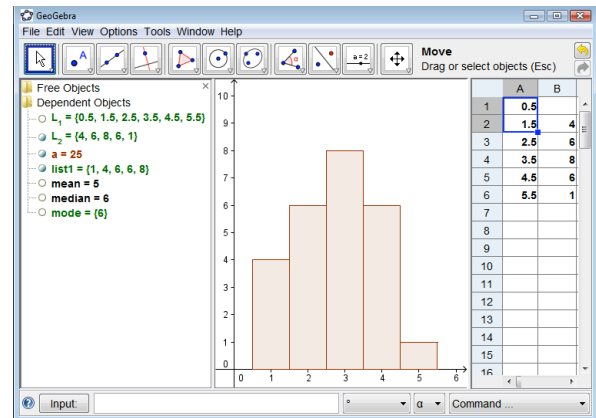 GeoGebra
File Edit View Options Tools Window Help
A
α
a=2
Move
Drag or select objects (Esc)
Free Objects
Dependent Objects
L1 = {0.5, 1.5, 2.5, 3.5, 4.5, 5.5}
L2 = {4, 6, 8, 6, 1}
a = 25
list1 = {1, 4, 6, 6, 8}
mean = 5
median = 6
mode = {6}
10
9
8
7
6
5
4
3
2
1
0
0 1 2 3 4 5 6
A B
1 0.5
2 1.5 4
3 2.5 6
4 3.5 8
5 4.5 6
6 5.5 1
7
8
9
10
11
12
13
14
15
16
Input:
°
α
Command ...